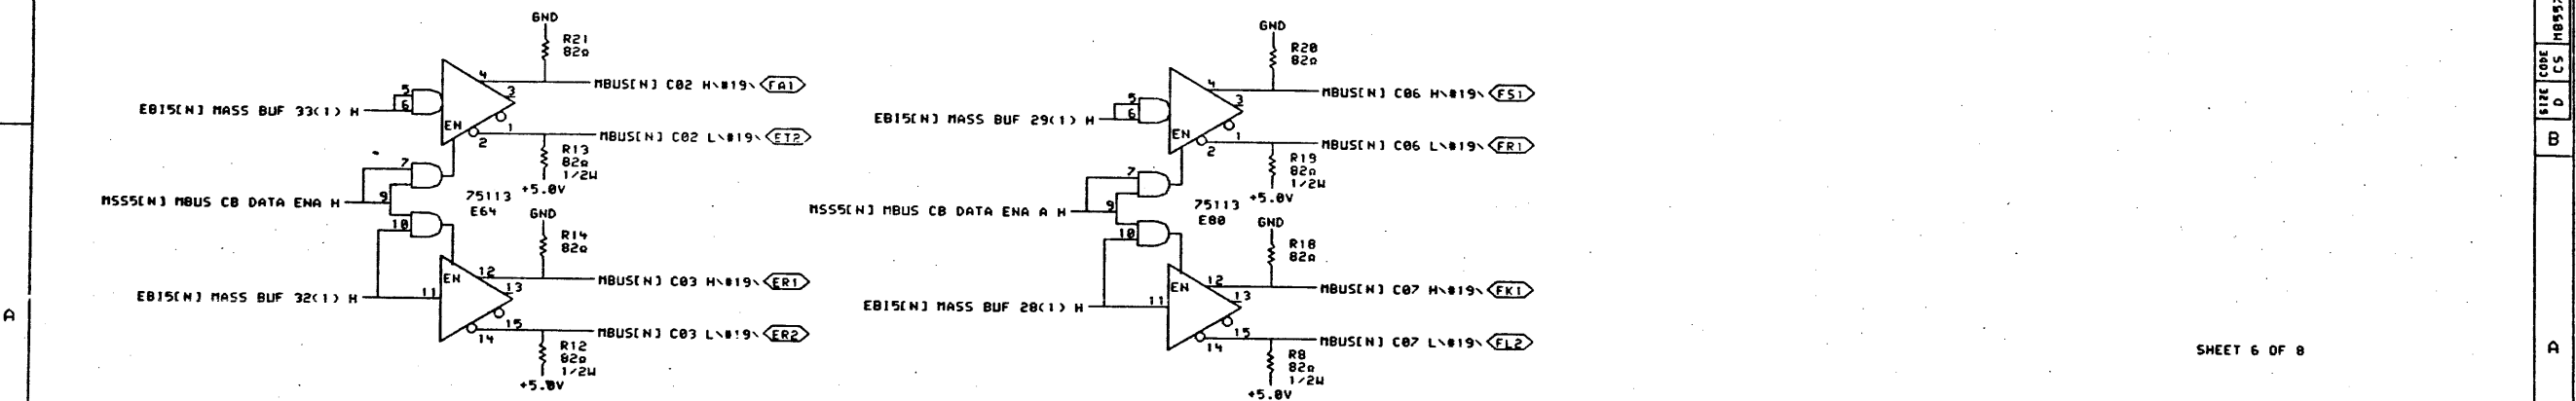 GND
R21
82Ω
4
3
MBUS[N] C02 H\#19\ FA1
5
6
EBI5[N] MASS BUF 33(1) H
EN
1
2
MBUS[N] C02 L\#19\ ET2
R13
82Ω
1/2W
+5.0V
7
9
MSS5[N] MBUS CB DATA ENA H
75113
E64
10
GND
R14
82Ω
EN
12
13
MBUS[N] C03 H\#19\ ER1
EBI5[N] MASS BUF 32(1) H
11
15
14
MBUS[N] C03 L\#19\ ER2
R12
82Ω
1/2W
+5.0V
GND
R20
82Ω
4
3
MBUS[N] C06 H\#19\ FS1
5
6
EBI5[N] MASS BUF 29(1) H
EN
1
2
MBUS[N] C06 L\#19\ FR1
R19
82Ω
1/2W
+5.0V
7
9
MSS5[N] MBUS CB DATA ENA A H
75113
E80
10
GND
R18
82Ω
EN
12
13
MBUS[N] C07 H\#19\ FK1
EBI5[N] MASS BUF 28(1) H
11
15
14
MBUS[N] C07 L\#19\ FL2
R8
82Ω
1/2W
+5.0V
SHEET 6 OF 8
A
SIZE CODE
D CS
B
A